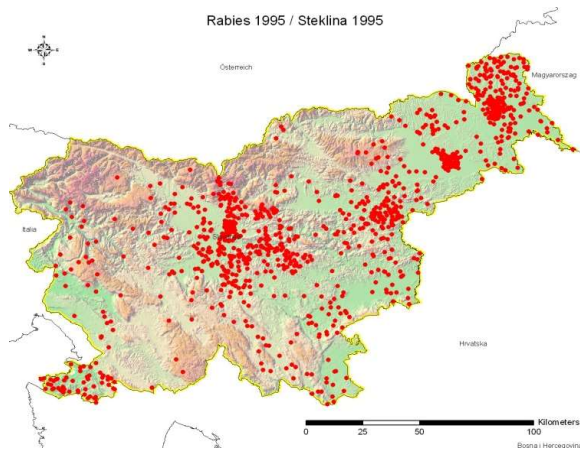 Rabies 1995 / Steklina 1995
Österreich
Magyarország
Italia
Hrvatska
Kilometers
0 25 50 100
Bosna i Hercegovina